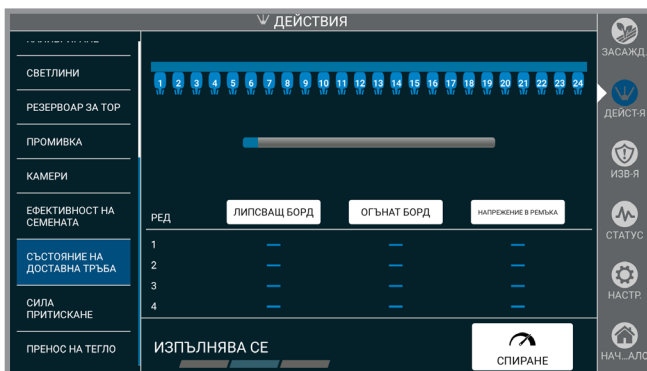 ДЕЙСТВИЯ
СВЕТЛИНИ
РЕЗЕРВОАР ЗА ТОР
ПРОМИВКА
КАМЕРИ
ЕФЕКТИВНОСТ НА
СЕМЕНАТА
СЪСТОЯНИЕ НА
ДОСТАВНА ТРЪБА
СИЛА
ПРИТИСКАНЕ
ПРЕНОС НА ТЕГЛО
1 2 3 4 5 6 7 8 9 10 11 12 13 14 15 16 17 18 19 20 21 22 23 24
РЕД ЛИПСВАЩ БОРД ОГЪНАТ БОРД НАПРЕЖЕНИЕ В РЕМЪКА
1 — — —
2 — — —
3 — — —
4 — — —
ИЗПЪЛНЯВА СЕ
СПИРАНЕ
ЗАСАЖД.
ДЕЙСТ-Я
ИЗВ-Я
СТАТУС
НАСТР.
НАЧ...АЛО